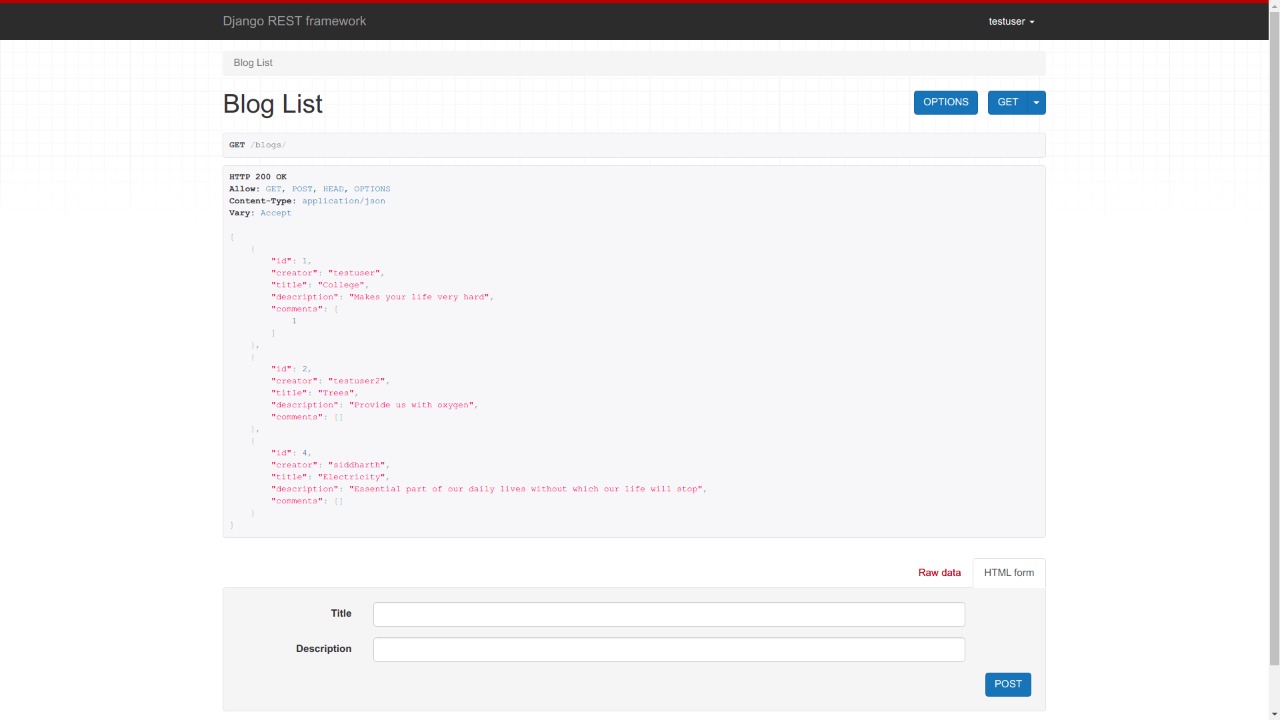 Django REST framework
testuser
Blog List
Blog List
OPTIONS
GET
GET /blogs/
HTTP 200 OK
Allow: GET, POST, HEAD, OPTIONS
Content-Type: application/json
Vary: Accept
[
    {
        "id": 1,
        "creator": "testuser",
        "title": "College",
        "description": "Makes your life very hard",
        "comments": [
            1
        ]
    },
    {
        "id": 2,
        "creator": "testuser2",
        "title": "Trees",
        "description": "Provide us with oxygen",
        "comments": []
    },
    {
        "id": 4,
        "creator": "siddharth",
        "title": "Electricity",
        "description": "Essential part of our daily lives without which our life will stop",
        "comments": []
    }
]
Raw data
HTML form
Title
Description
POST